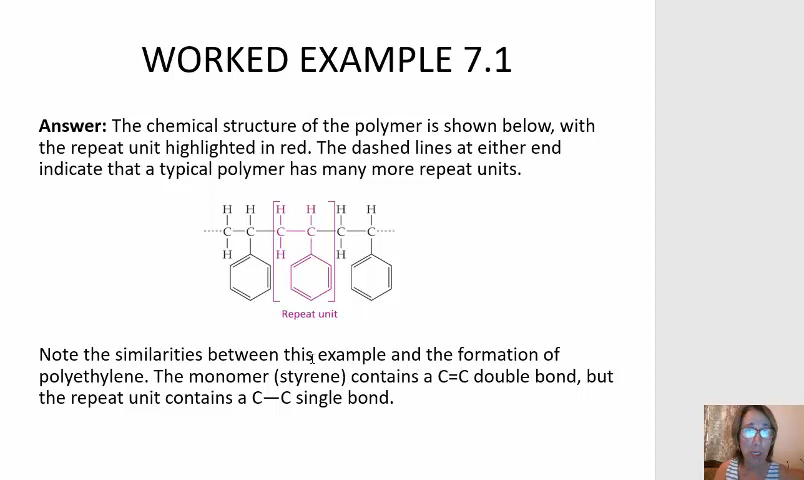 WORKED EXAMPLE 7.1
Answer: The chemical structure of the polymer is shown below, with
the repeat unit highlighted in red. The dashed lines at either end
indicate that a typical polymer has many more repeat units.
H H H H H H
C C C C C C
H H H
Repeat unit
Note the similarities between this example and the formation of
polyethylene. The monomer (styrene) contains a C=C double bond, but
the repeat unit contains a C—C single bond.